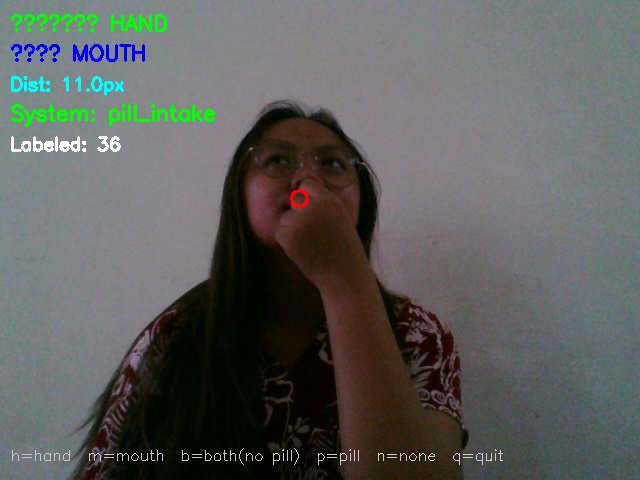 ??????? HAND
???? MOUTH
Dist: 11.0px
System: pill_intake
Labeled: 36
h=hand m=mouth b=both(no pill) p=pill n=none q=quit